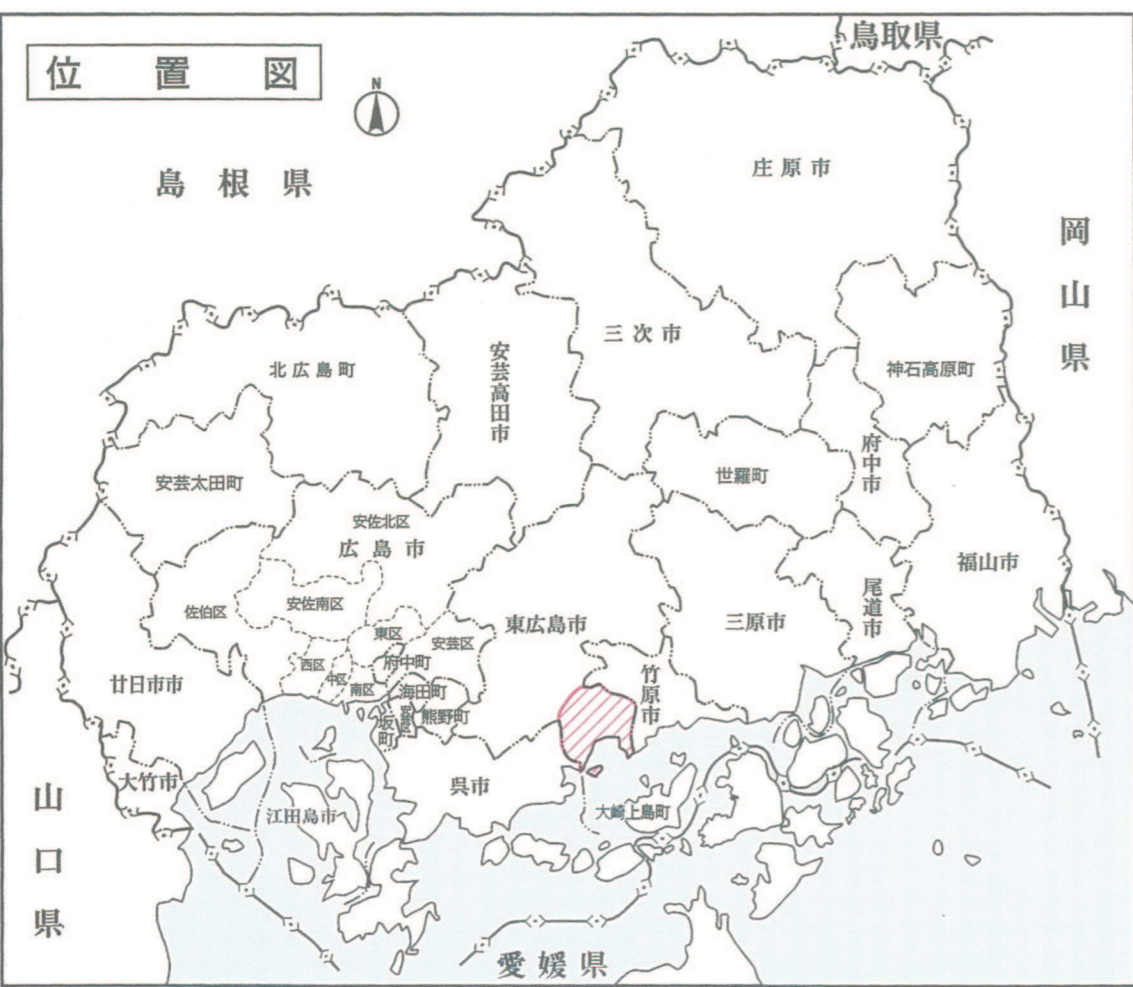 鳥取県
位置図
N
島根県
庄原市
岡山県
三次市
安芸高田市
北広島町
神石高原町
府中市
世羅町
安芸太田町
安佐北区
広島市
福山市
尾道市
佐伯区
安佐南区
東広島市
三原市
東区
安芸区
西区
中区
府中町
南区
海田町
竹原市
廿日市市
熊野町
坂町
安芸区
大竹市
呉市
江田島市
大崎上島町
山口県
愛媛県